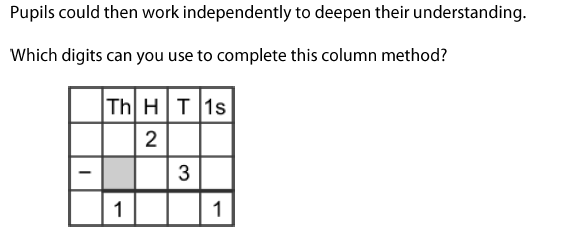 Pupils could then work independently to deepen their understanding.
Which digits can you use to complete this column method?
Th H T 1s
2
− 3
1 1